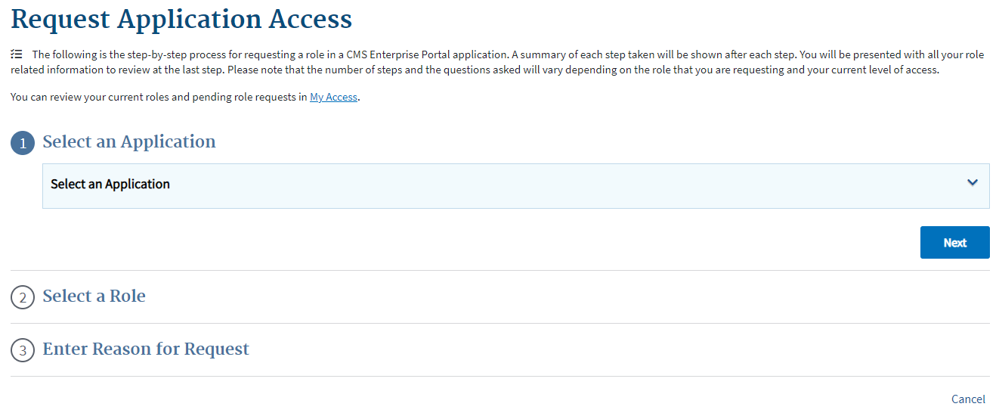 Request Application Access
The following is the step-by-step process for requesting a role in a CMS Enterprise Portal application. A summary of each step taken will be shown after each step. You will be presented with all your role
related information to review at the last step. Please note that the number of steps and the questions asked will vary depending on the role that you are requesting and your current level of access.
You can review your current roles and pending role requests in My Access.
1 Select an Application
Select an Application
Next
2 Select a Role
3 Enter Reason for Request
Cancel